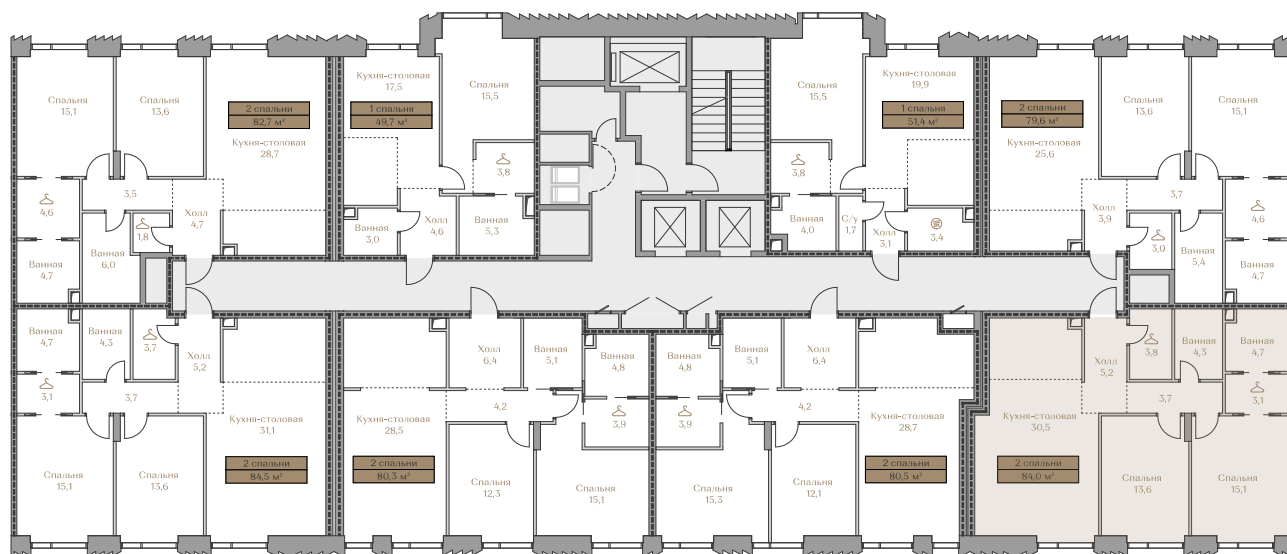 Спальня
15,1
Спальня
13,6
2 спальни
82,7 м²
Кухня-столовая
28,7
3,5
4,6
Холл
4,7
1,8
Ванная
6,0
Ванная
4,7
Кухня-столовая
17,5
1 спальня
49,7 м²
Спальня
15,5
3,8
Ванная
3,0
Холл
4,6
Ванная
5,3
Спальня
15,5
Кухня-столовая
19,9
1 спальня
51,4 м²
3,8
Ванная
4,0
С/у
1,7
Холл
3,1
3,4
2 спальни
79,6 м²
Кухня-столовая
25,6
Спальня
13,6
Спальня
15,1
3,7
4,6
Холл
3,9
3,0
Ванная
5,4
Ванная
4,7
Ванная
4,7
Ванная
4,3
3,7
Холл
5,2
3,1
3,7
Кухня-столовая
31,1
2 спальни
84,5 м²
Спальня
15,1
Спальня
13,6
Холл
6,4
Ванная
5,1
Ванная
4,8
4,2
3,9
Кухня-столовая
28,5
2 спальни
80,3 м²
Спальня
12,3
Спальня
15,1
Ванная
4,8
Ванная
5,1
Холл
6,4
3,9
4,2
Кухня-столовая
28,7
2 спальни
80,5 м²
Спальня
15,3
Спальня
12,1
Холл
5,2
3,8
Ванная
4,3
Ванная
4,7
3,7
3,1
Кухня-столовая
30,5
2 спальни
84,0 м²
Спальня
13,6
Спальня
15,1